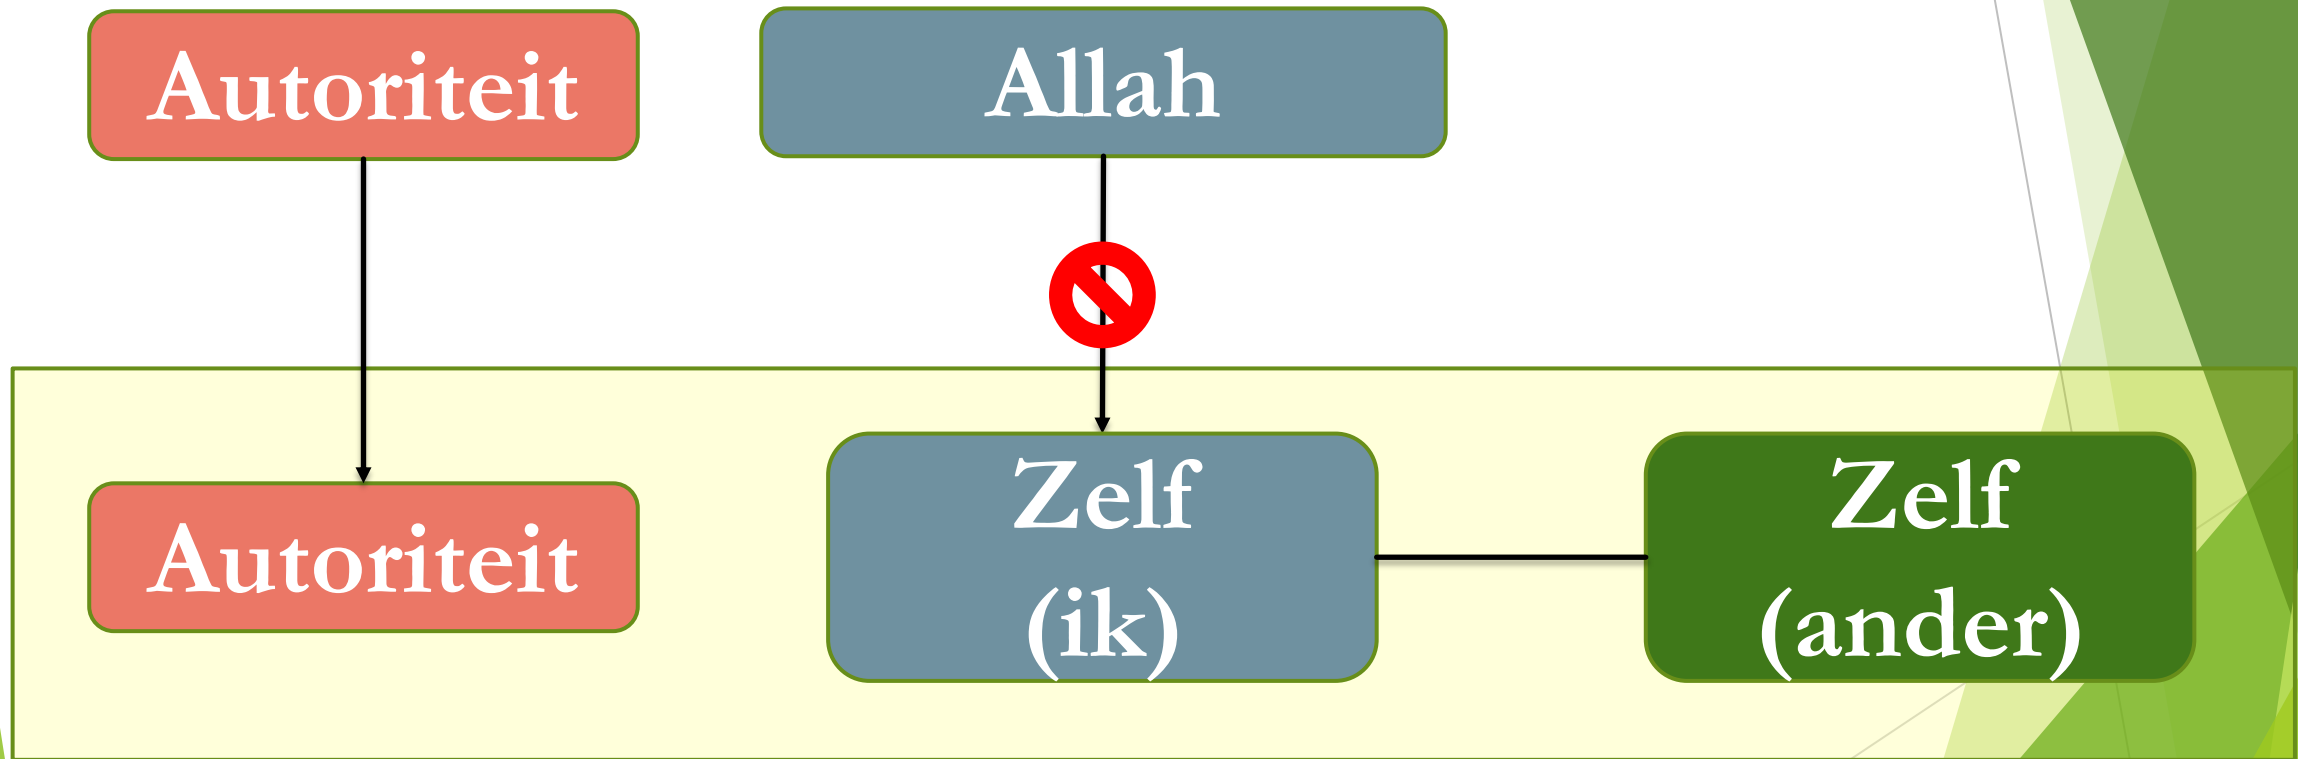 Autoriteit
Allah
Autoriteit
Zelf
(ik)
Zelf
(ander)